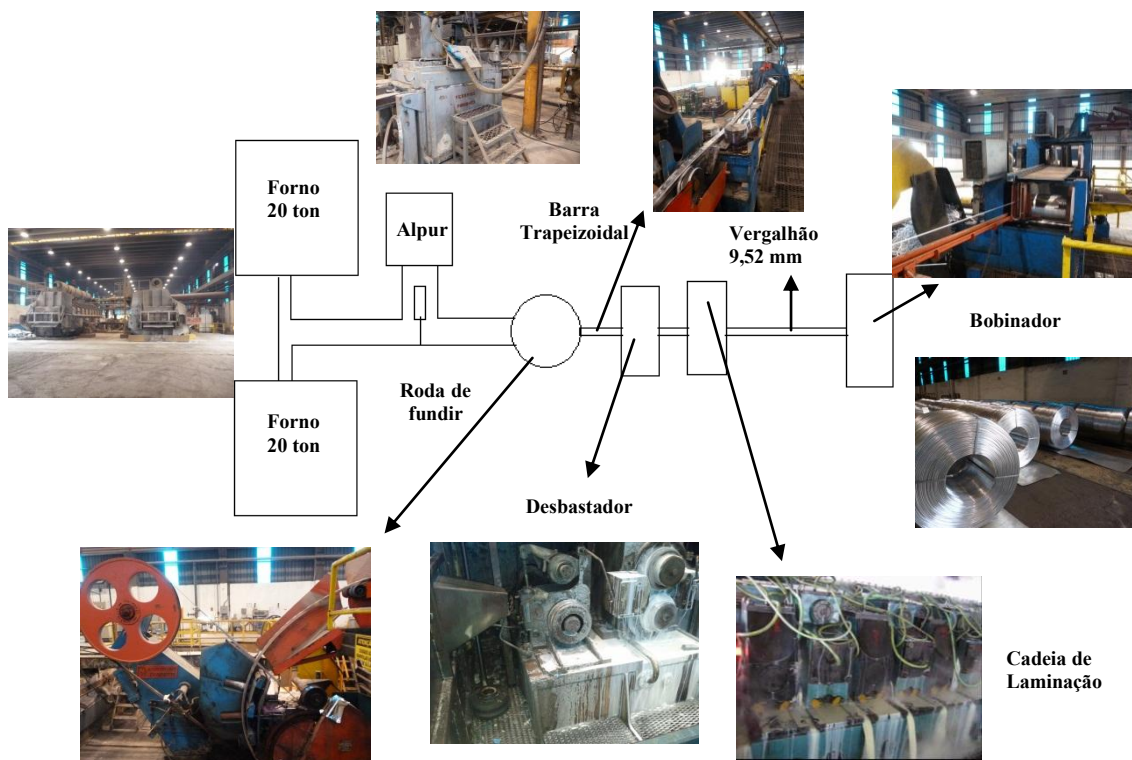 Forno
20 ton
Alpur
Barra
Trapeizoidal
Vergalhão
9,52 mm
Bobinador
Roda de
fundir
Forno
20 ton
Desbastador
Cadeia de
Laminação